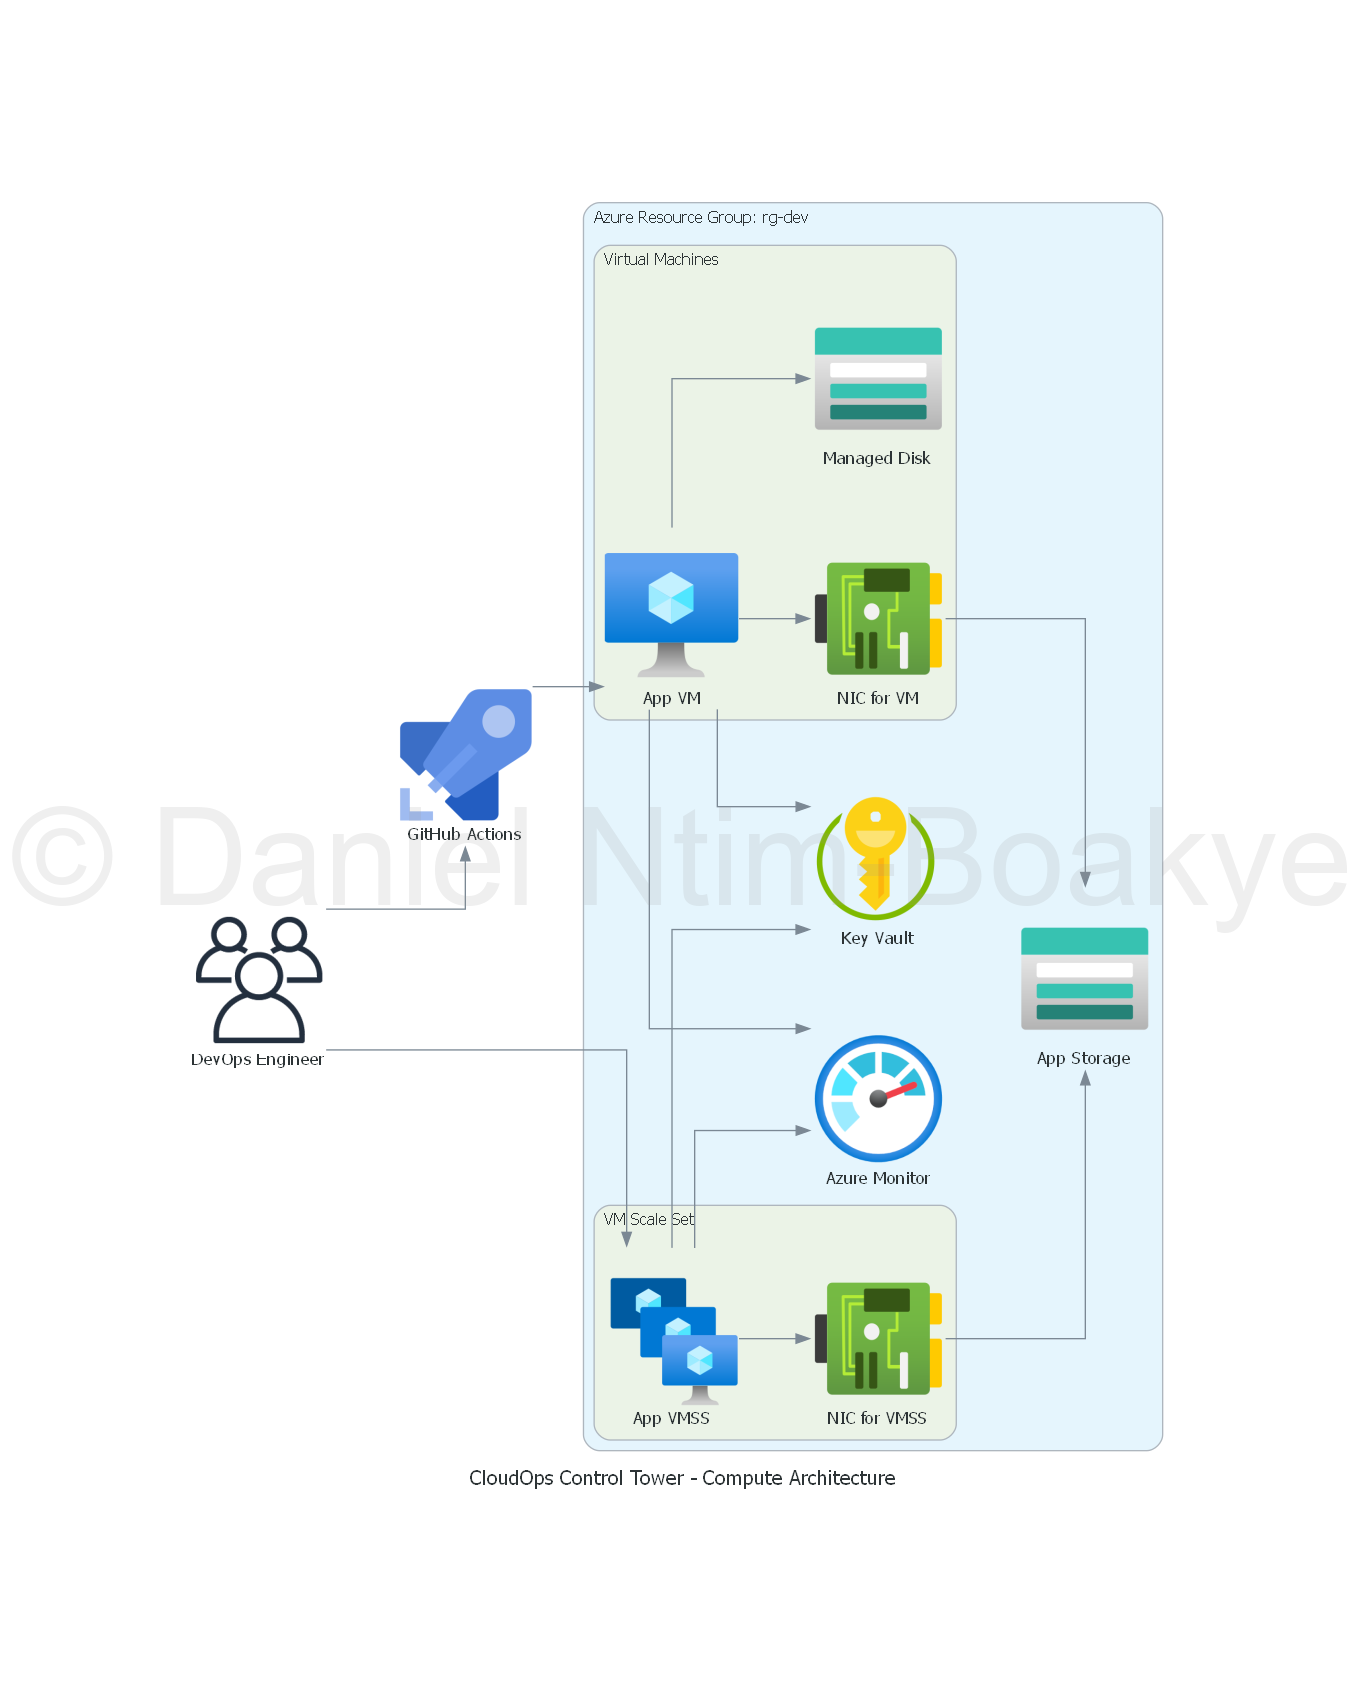 Azure Resource Group: rg-dev
Virtual Machines
Managed Disk
App VM
NIC for VM
GitHub Actions
© Daniel Ntim-Boakye
Key Vault
DevOps Engineer
App Storage
Azure Monitor
VM Scale Set
App VMSS
NIC for VMSS
CloudOps Control Tower - Compute Architecture